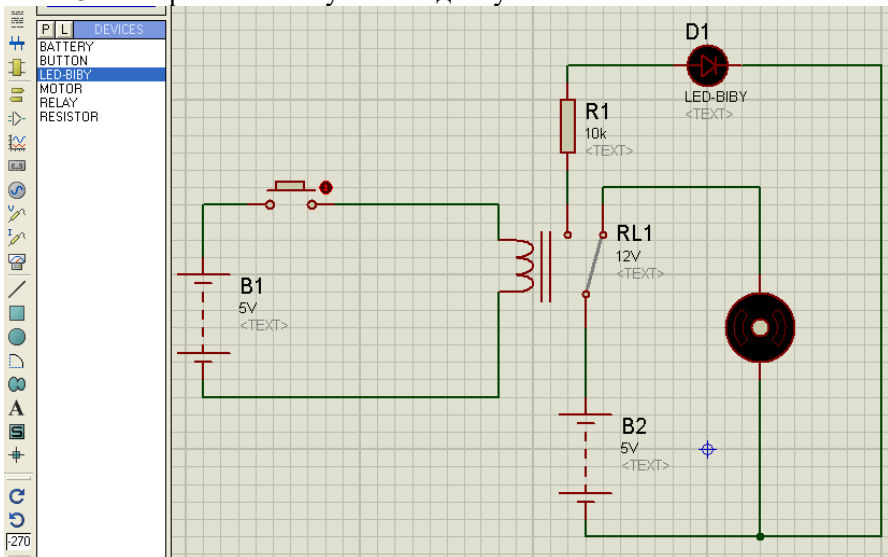 P L DEVICES
BATTERY
BUTTON
LED-BIBY
MOTOR
RELAY
RESISTOR
D1
LED-BIBY
<TEXT>
R1
10k
<TEXT>
RL1
12V
<TEXT>
B1
5V
<TEXT>
B2
5V
<TEXT>
A
S
-270